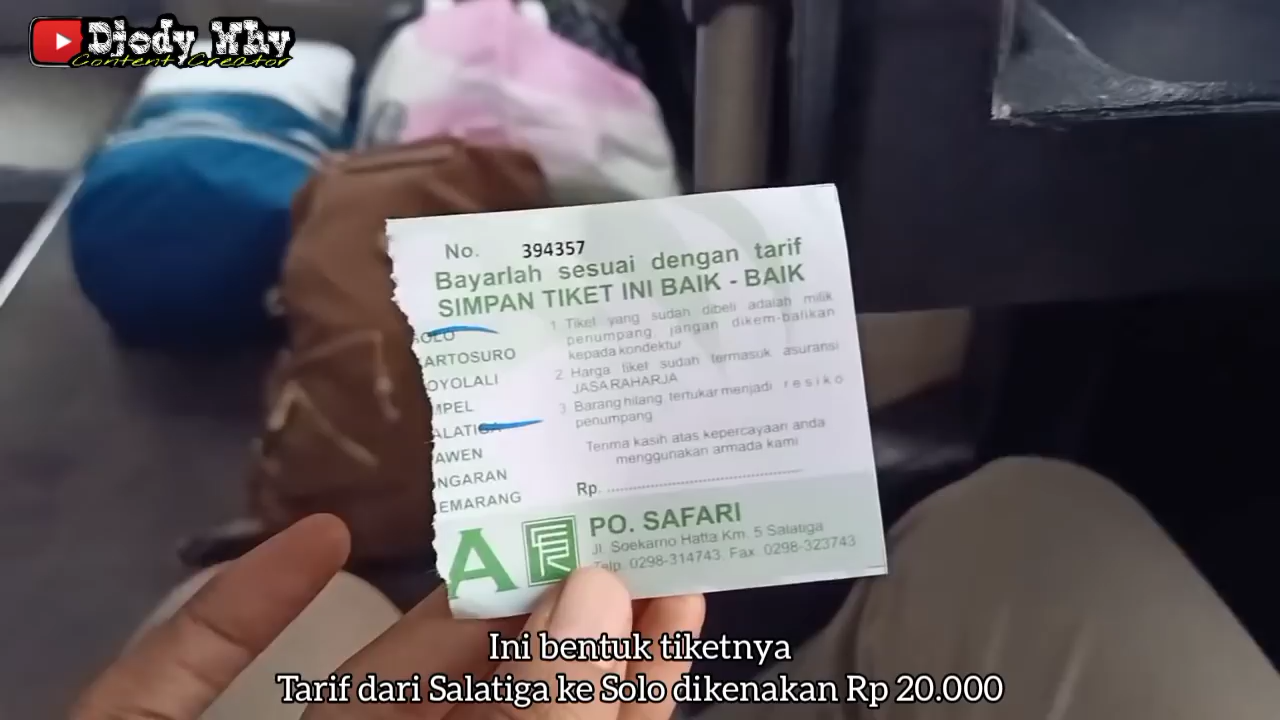 Djody Why
Content Creator
No. 394357
Bayarlah sesuai dengan tarif
SIMPAN TIKET INI BAIK - BAIK
SOLO
ARTOSURO
OYOLALI
MPEL
ALATIGA
AWEN
NGARAN
EMARANG
1. Tiket yang sudah dibeli adalah milik
penumpang, jangan dikem-balikan
kepada kondektur
2. Harga tiket sudah termasuk asuransi
JASA RAHARJA
3. Barang hilang tertukar menjadi resiko
penumpang
Terima kasih atas kepercayaan anda
menggunakan armada kami
Rp. ........................................
A
PO. SAFARI
Jl. Soekarno Hatta Km. 5 Salatiga
Telp. 0298-314743, Fax. 0298-323743
Ini bentuk tiketnya
Tarif dari Salatiga ke Solo dikenakan Rp 20.000